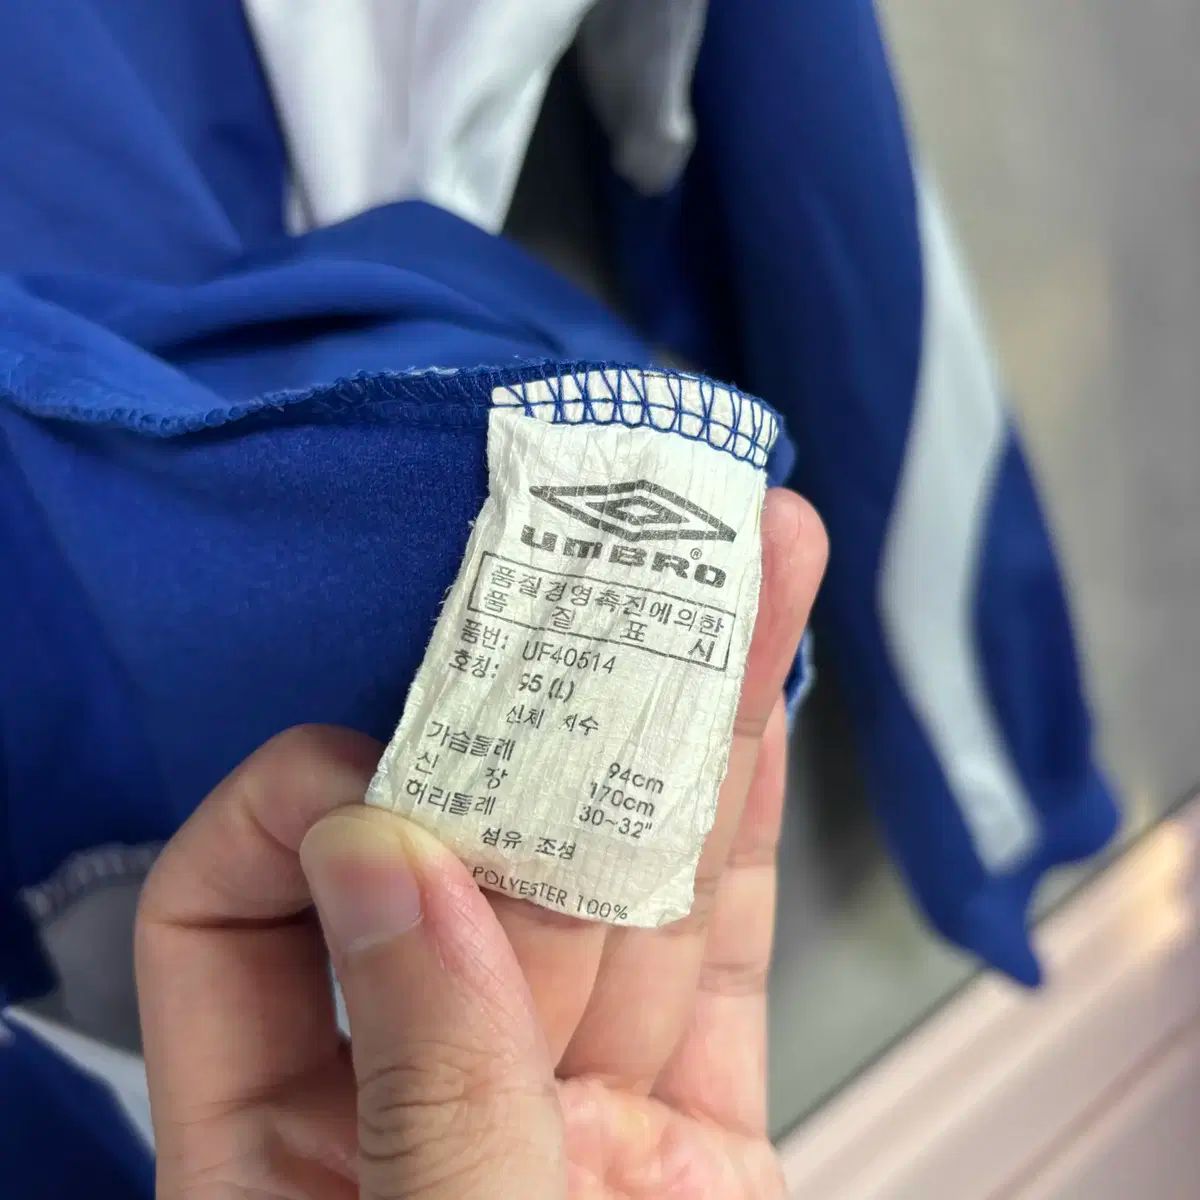 UMBRO®
품질경영촉진에의한
품 질 표 시
품번: UF40514
호칭: 95 (L)
신체 치수
가슴둘레 94cm
신 장 170cm
허리둘레 30~32"
섬유 조성
POLYESTER 100%